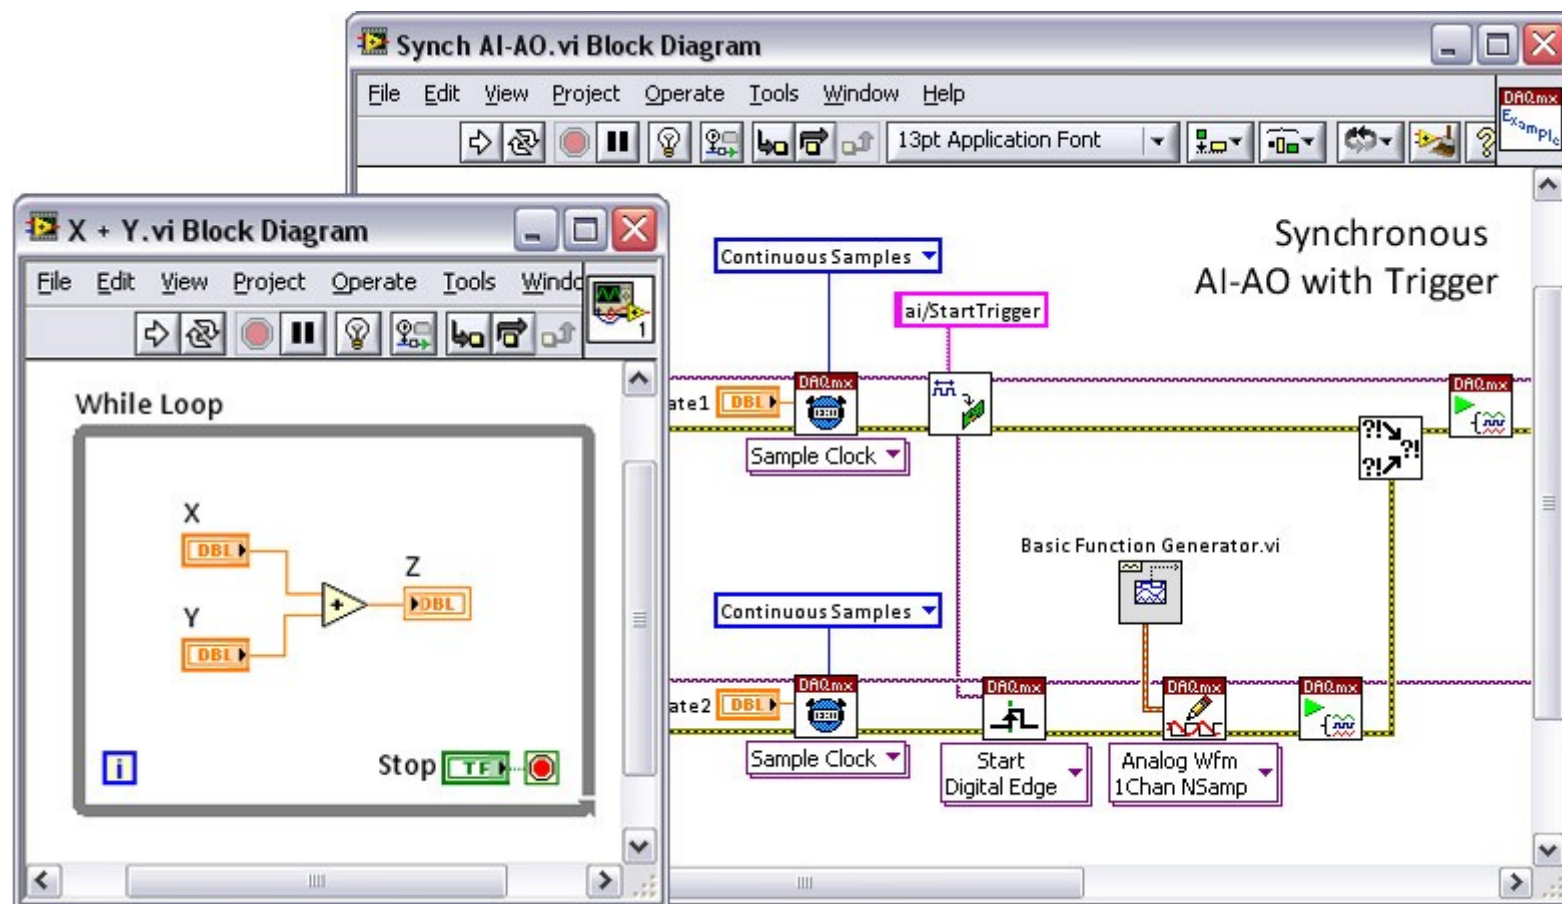 Synch AI-AO.vi Block Diagram
File Edit View Project Operate Tools Window Help
13pt Application Font
DAQmx
Example
Synchronous
AI-AO with Trigger
Continuous Samples
ai/StartTrigger
ate1 DBL
DAQmx
DAQmx
Sample Clock
?!
?!
?!
Basic Function Generator.vi
Continuous Samples
ate2 DBL
DAQmx
DAQmx
DAQmx
DAQmx
Sample Clock
Start
Digital Edge
Analog Wfm
1Chan NSamp
X + Y.vi Block Diagram
File Edit View Project Operate Tools Windo
1
While Loop
X
DBL
+
Z
DBL
Y
DBL
i
Stop TF